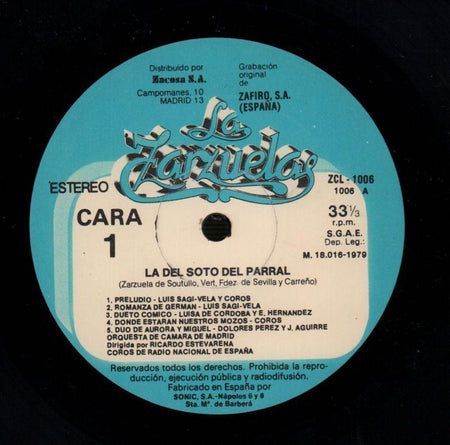 Distribuído por
Zacosa S.A.
Campomanes, 10
MADRID 13
Grabación
original
de
ZAFIRO, S.A.
(ESPAÑA)
La
Zarzuela
ESTEREO
CARA
1
ZCL - 1006
1006 A
33 1/3
r.p.m.
S.G.A.E.
Dep. Leg.:
M. 18.016-1979
LA DEL SOTO DEL PARRAL
(Zarzuela de Soutullo, Vert, Fdez. de Sevilla y Carreño)
1. PRELUDIO - LUIS SAGI-VELA Y COROS
2. ROMANZA DE GERMAN - LUIS SAGI-VELA
3. DUETO COMICO - LUISA DE CORDOBA Y E. HERNANDEZ
4. DONDE ESTARAN NUESTROS MOZOS - COROS
5. DUO DE AURORA Y MIGUEL - DOLORES PEREZ Y J. AGUIRRE
ORQUESTA DE CAMARA DE MADRID
Dirigida por RICARDO ESTEVARENA
COROS DE RADIO NACIONAL DE ESPAÑA
Reservados todos los derechos. Prohibida la repro-
ducción, ejecución pública y radiodifusión.
Fabricado en España por
SONIC, S.A.-Nápoles 6 y 8
Sta. Mª. de Barberá